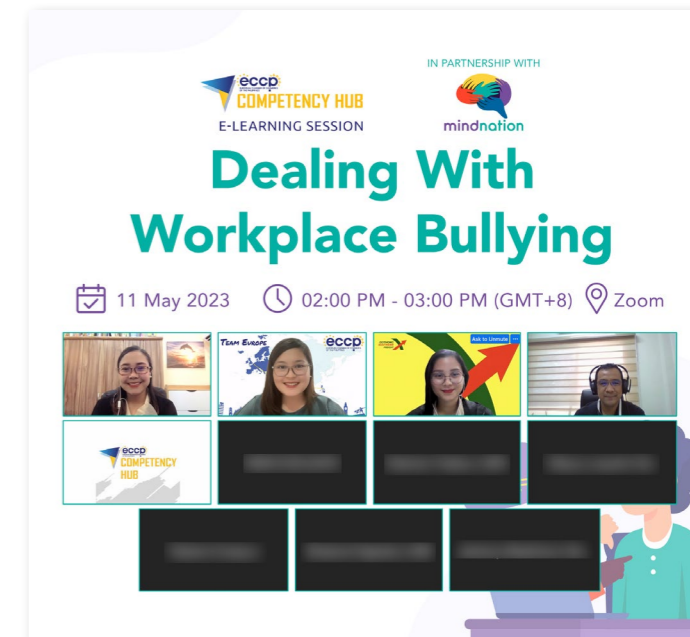 IN PARTNERSHIP WITH
eccp
COMPETENCY HUB
E-LEARNING SESSION
mindnation
Dealing With
Workplace Bullying
11 May 2023
02:00 PM - 03:00 PM (GMT+8)
Zoom
TEAM EUROPE
eccp
Ask to Unmute
eccp
COMPETENCY
HUB